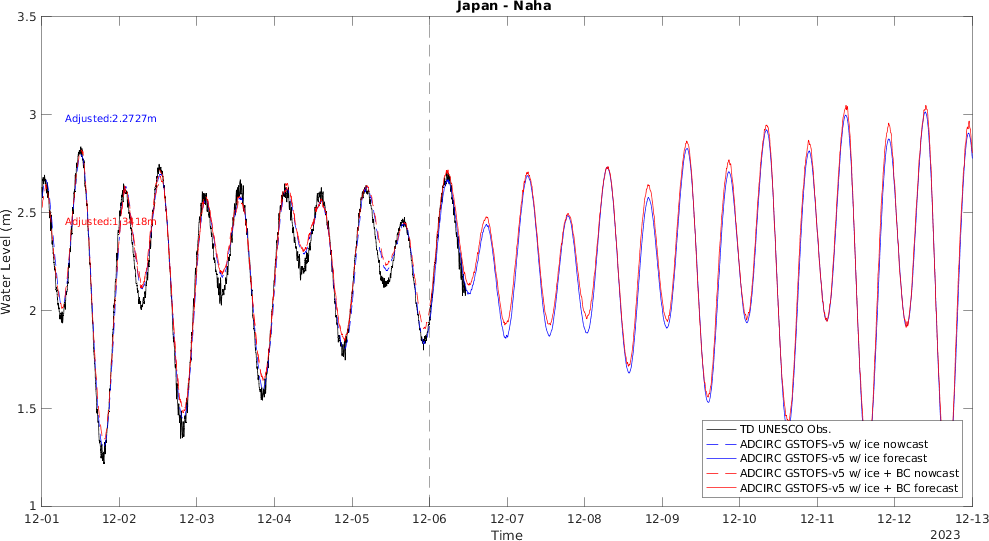 Japan - Naha
3.5
3
2.5
2
1.5
1
Water Level (m)
Adjusted:2.2727m
Adjusted:1.3418m
TD UNESCO Obs.
ADCIRC GSTOFS-v5 w/ ice nowcast
ADCIRC GSTOFS-v5 w/ ice forecast
ADCIRC GSTOFS-v5 w/ ice + BC nowcast
ADCIRC GSTOFS-v5 w/ ice + BC forecast
12-01 12-02 12-03 12-04 12-05 12-06 12-07 12-08 12-09 12-10 12-11 12-12 12-13
Time
2023